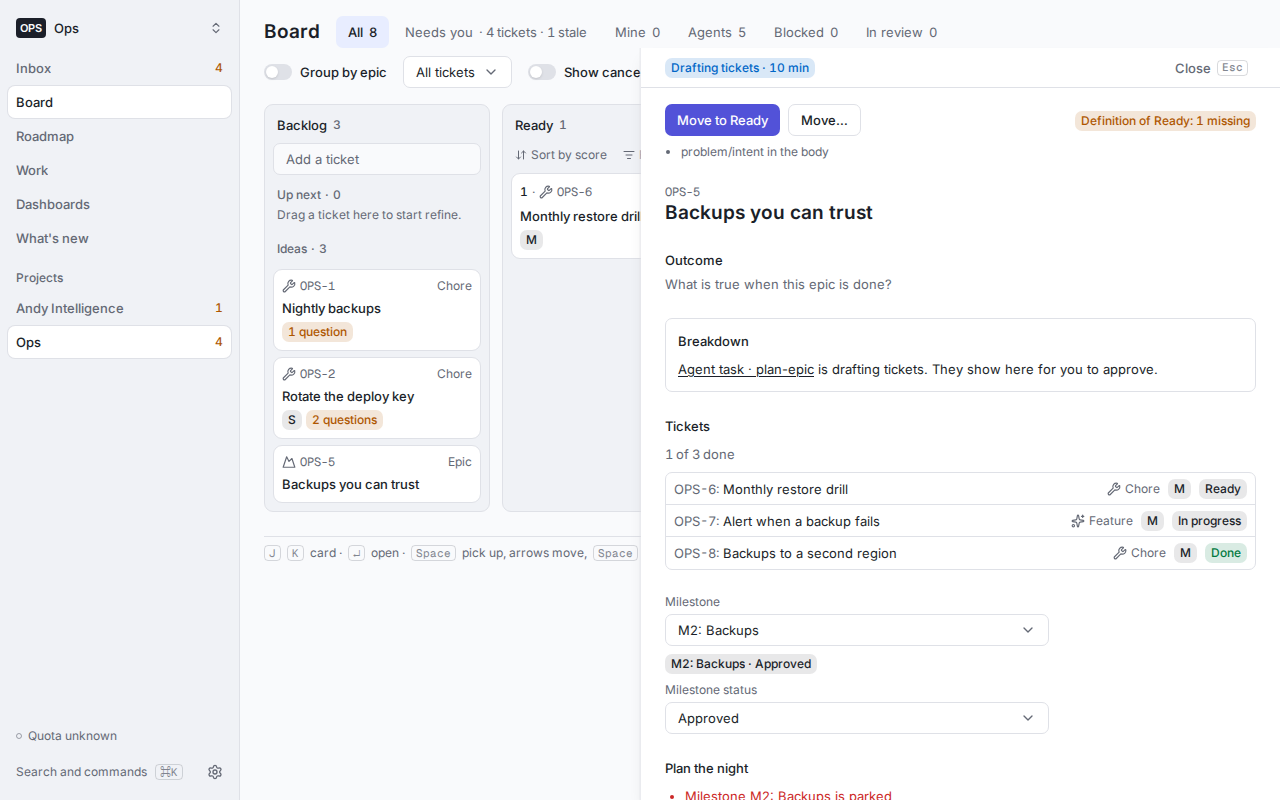 OPS Ops
Inbox 4
Board
Roadmap
Work
Dashboards
What's new
Projects
Andy Intelligence 1
Ops 4
Quota unknown
Search and commands ⌘K
Board All 8 Needs you · 4 tickets · 1 stale Mine 0 Agents 5 Blocked 0 In review 0
Group by epic All tickets Show cance
Backlog 3
Add a ticket
Up next · 0
Drag a ticket here to start refine.
Ideas · 3
OPS-1 Chore
Nightly backups
1 question
OPS-2 Chore
Rotate the deploy key
S 2 questions
OPS-5 Epic
Backups you can trust
Ready 1
Sort by score
1 · OPS-6
Monthly restore dril
M
J K card · ↵ open · Space pick up, arrows move, Space
Drafting tickets · 10 min Close Esc
Move to Ready Move... Definition of Ready: 1 missing
• problem/intent in the body
OPS-5
Backups you can trust
Outcome
What is true when this epic is done?
Breakdown
Agent task · plan-epic is drafting tickets. They show here for you to approve.
Tickets
1 of 3 done
OPS-6: Monthly restore drill Chore M Ready
OPS-7: Alert when a backup fails Feature M In progress
OPS-8: Backups to a second region Chore M Done
Milestone
M2: Backups
M2: Backups · Approved
Milestone status
Approved
Plan the night
• Milestone M2: Backups is parked